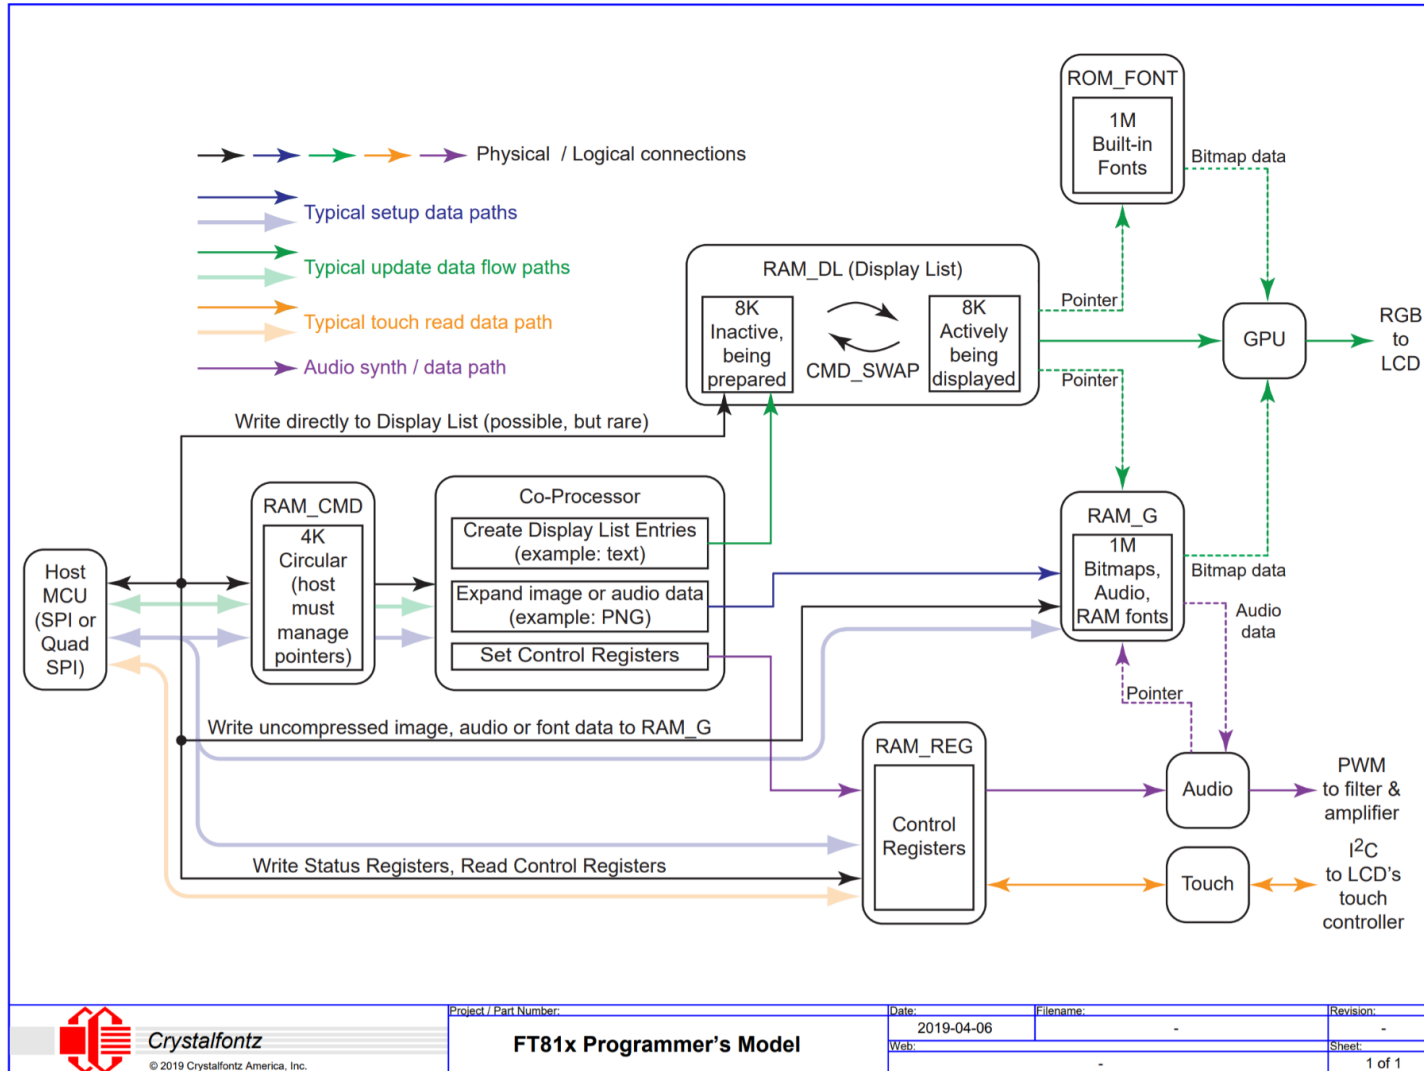 ROM_FONT
1M
Built-in
Fonts
Bitmap data
Physical / Logical connections
Typical setup data paths
Typical update data flow paths
Typical touch read data path
Audio synth / data path
RAM_DL (Display List)
8K
Inactive,
being
prepared
CMD_SWAP
8K
Actively
being
displayed
Pointer
Pointer
GPU
RGB
to
LCD
Write directly to Display List (possible, but rare)
Host
MCU
(SPI or
Quad
SPI)
RAM_CMD
4K
Circular
(host
must
manage
pointers)
Co-Processor
Create Display List Entries
(example: text)
Expand image or audio data
(example: PNG)
Set Control Registers
RAM_G
1M
Bitmaps,
Audio,
RAM fonts
Bitmap data
Audio
data
Pointer
Write uncompressed image, audio or font data to RAM_G
RAM_REG
Control
Registers
Audio
PWM
to filter &
amplifier
Write Status Registers, Read Control Registers
Touch
I²C
to LCD's
touch
controller
Crystalfontz
© 2019 Crystalfontz America, Inc.
Project / Part Number:
FT81x Programmer's Model
Date:
2019-04-06
Filename:
-
Revision:
-
Web:
-
Sheet:
1 of 1